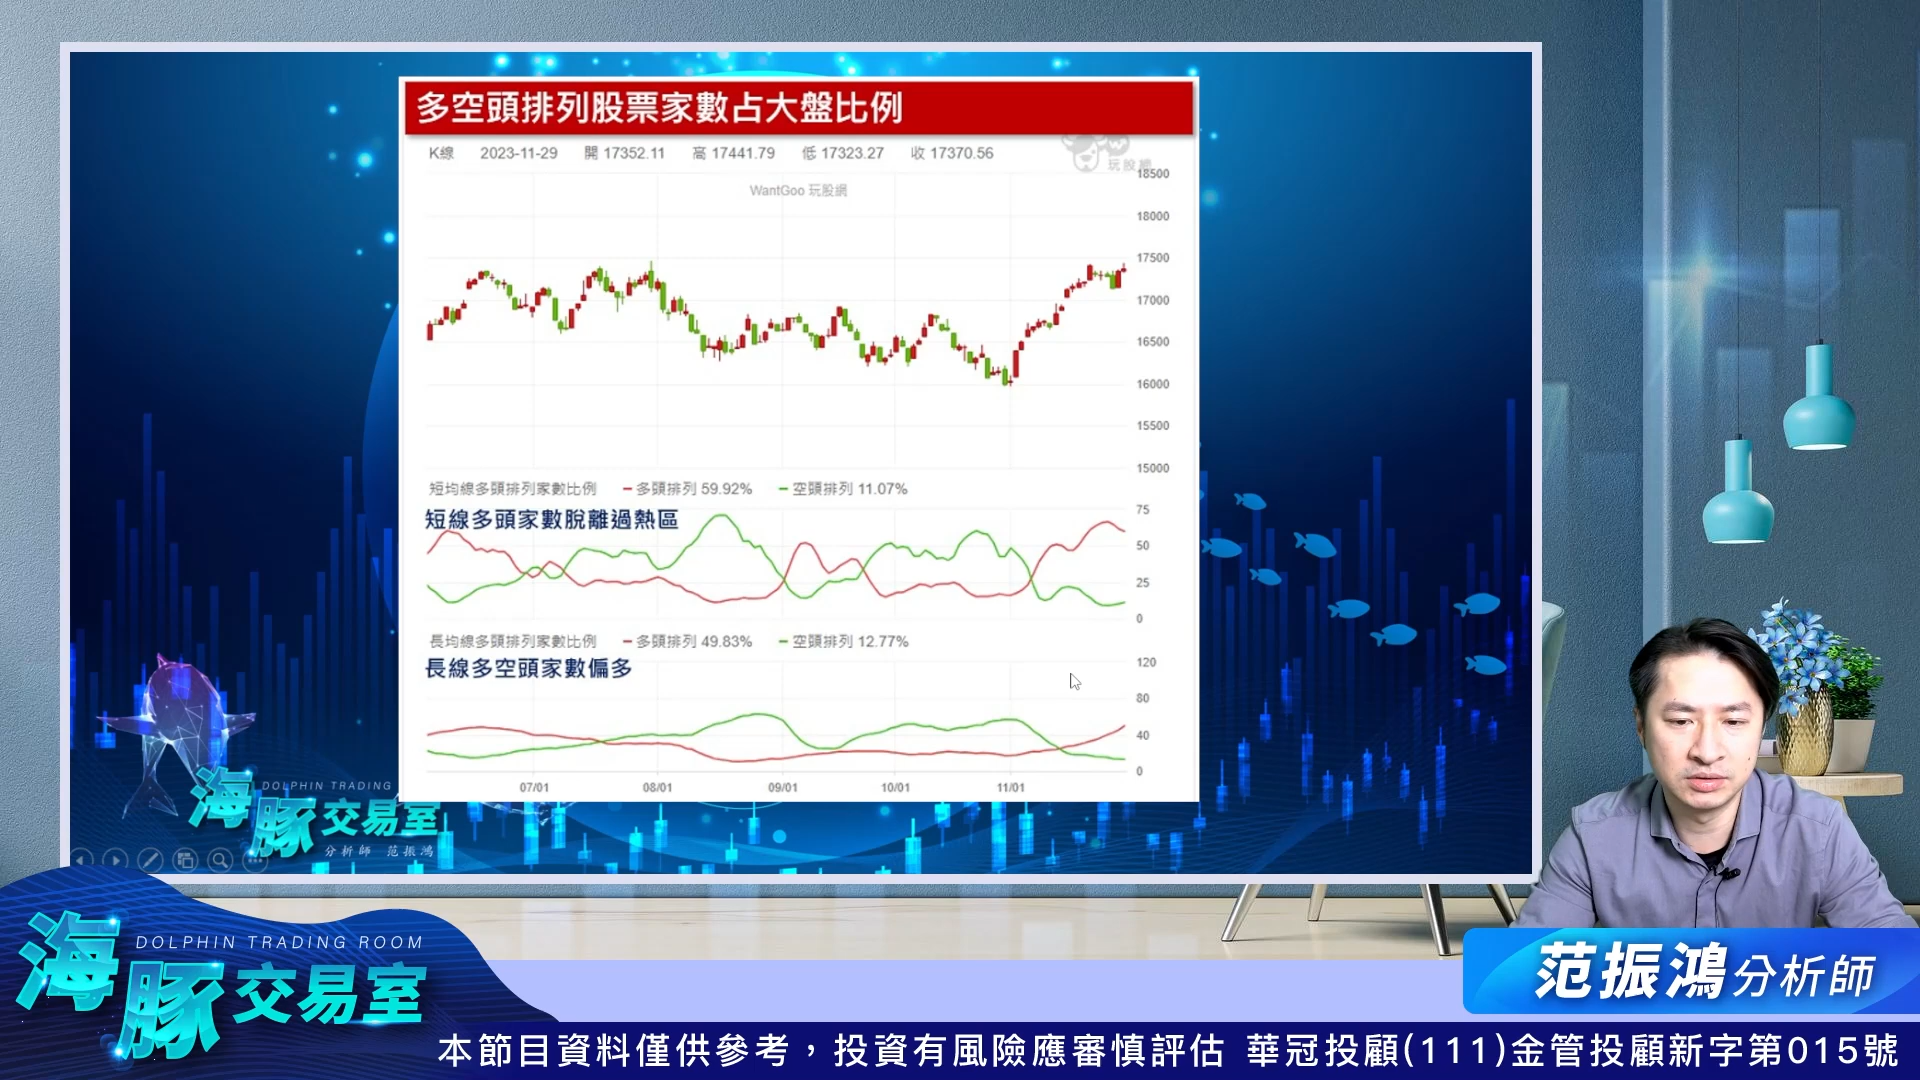 多空頭排列股票家數占大盤比例
K線 2023-11-29 開 17352.11 高 17441.79 低 17323.27 收 17370.56
玩股網
WantGoo 玩股網
18500
18000
17500
17000
16500
16000
15500
15000
短均線多頭排列家數比例 多頭排列 59.92% 空頭排列 11.07%
短線多頭家數脫離過熱區
75
50
25
0
長均線多頭排列家數比例 多頭排列 49.83% 空頭排列 12.77%
長線多空頭家數偏多
120
80
40
0
07/01 08/01 09/01 10/01 11/01
DOLPHIN TRADING
海豚交易室
分析師 范振鴻
DOLPHIN TRADING ROOM
海豚交易室
范振鴻分析師
本節目資料僅供參考，投資有風險應審慎評估 華冠投顧(111)金管投顧新字第015號